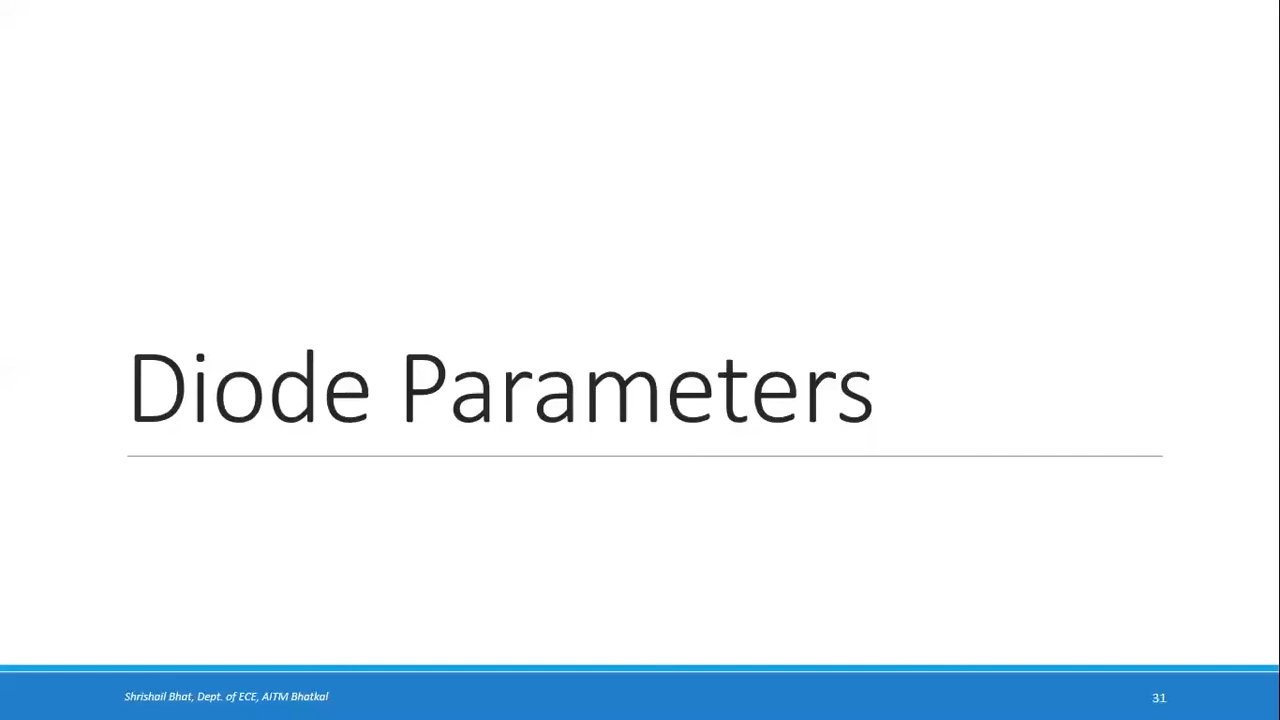 Diode Parameters
Shrishail Bhat, Dept. of ECE, AITM Bhatkal
31